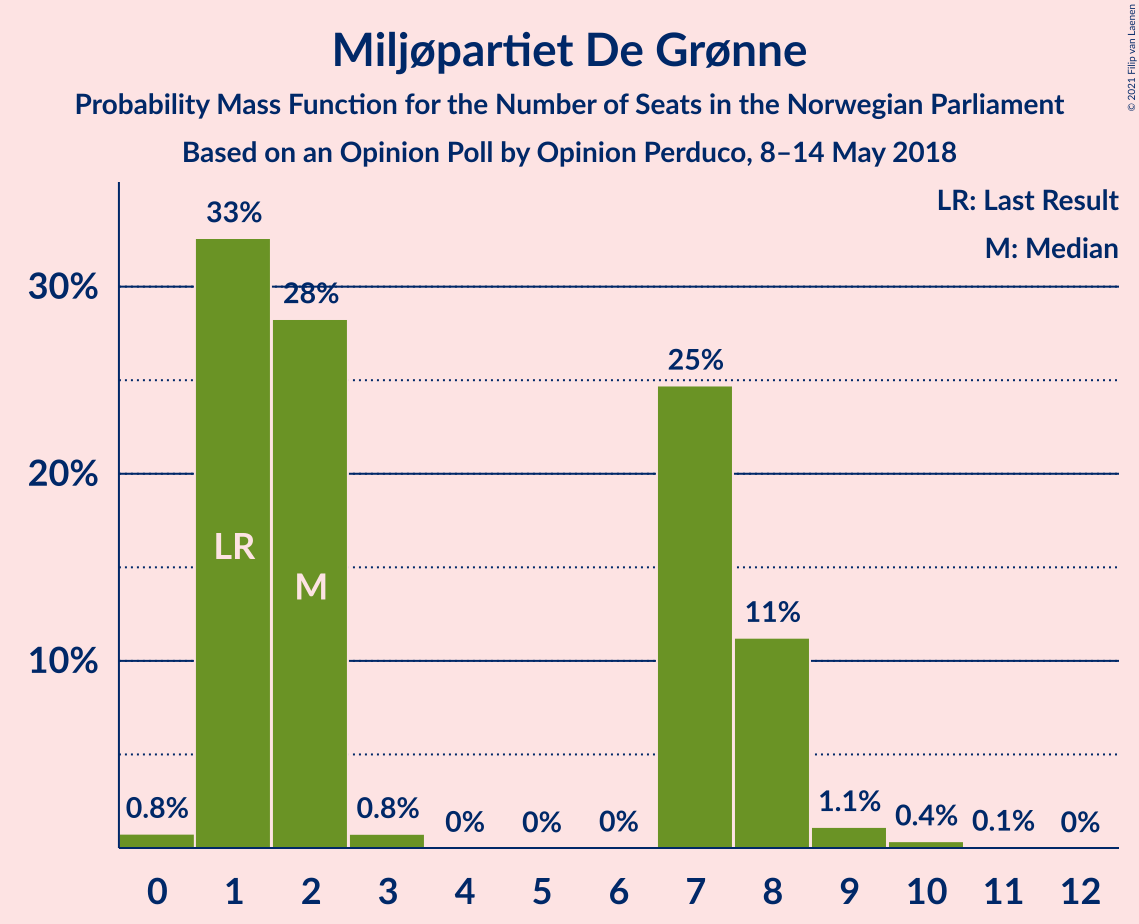 Miljøpartiet De Grønne
Probability Mass Function for the Number of Seats in the Norwegian Parliament
Based on an Opinion Poll by Opinion Perduco, 8–14 May 2018
© 2021 Filip van Laenen
LR: Last Result
M: Median
30%
20%
10%
0.8%
33%
28%
0.8%
0%
0%
0%
25%
11%
1.1%
0.4%
0.1%
0%
LR
M
0 1 2 3 4 5 6 7 8 9 10 11 12